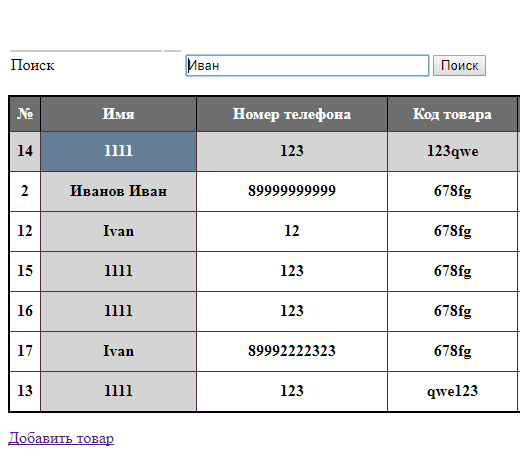 Поиск Иван Поиск
№ Имя Номер телефона Код товара
14 1111 123 123qwe
2 Иванов Иван 89999999999 678fg
12 Ivan 12 678fg
15 1111 123 678fg
16 1111 123 678fg
17 Ivan 89992222323 678fg
13 1111 123 qwe123
Добавить товар